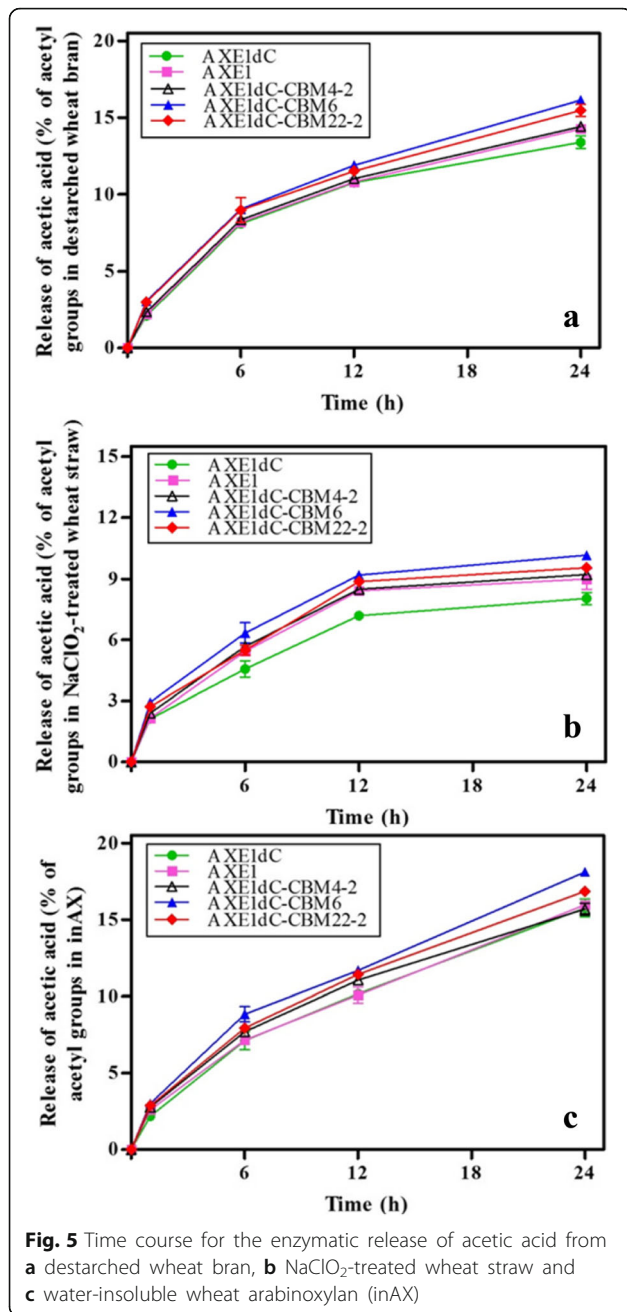 Release of acetic acid (% of acetyl
groups in destarched wheat bran)
20
15
10
5
0
AXE1dC
AXE1
AXE1dC-CBM4-2
AXE1dC-CBM6
AXE1dC-CBM22-2
a
6 12 18 24
Time (h)
Release of acetic acid (% of acetyl
groups in NaClO₂-treated wheat straw)
15
12
9
6
3
0
AXE1dC
AXE1
AXE1dC-CBM4-2
AXE1dC-CBM6
AXE1dC-CBM22-2
b
6 12 18 24
Time (h)
Release of acetic acid (% of
acetyl groups in inAX)
20
15
10
5
0
AXE1dC
AXE1
AXE1dC-CBM4-2
AXE1dC-CBM6
AXE1dC-CBM22-2
c
6 12 18 24
Time (h)
Fig. 5 Time course for the enzymatic release of acetic acid from
a destarched wheat bran, b NaClO₂-treated wheat straw and
c water-insoluble wheat arabinoxylan (inAX)